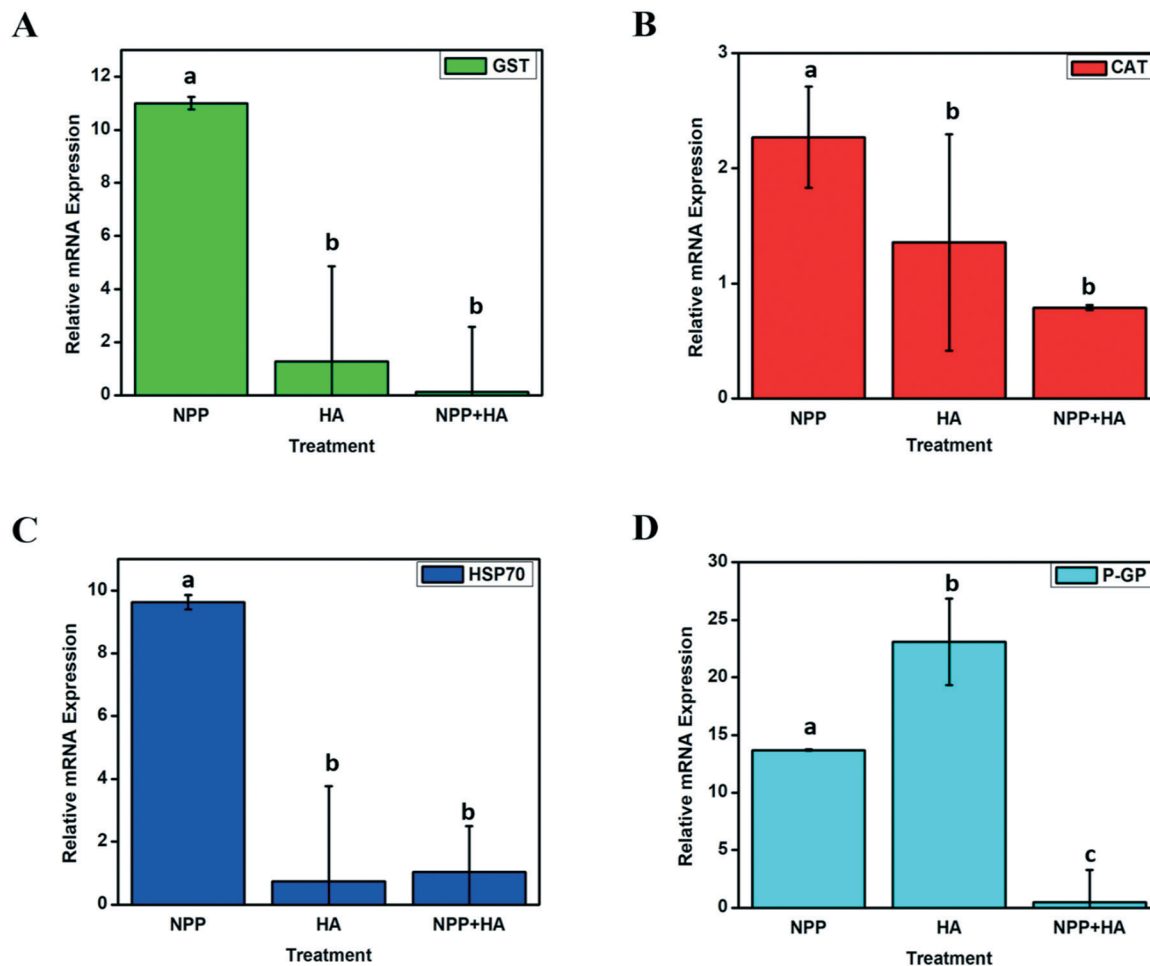 A
GST
a
b
b
12
10
8
6
4
2
0
Relative mRNA Expression
NPP
HA
NPP+HA
Treatment
B
CAT
a
b
b
3
2
1
0
Relative mRNA Expression
NPP
HA
NPP+HA
Treatment
C
HSP70
a
b
b
10
8
6
4
2
0
Relative mRNA Expression
NPP
HA
NPP+HA
Treatment
D
P-GP
a
b
c
30
25
20
15
10
5
0
Relative mRNA Expression
NPP
HA
NPP+HA
Treatment